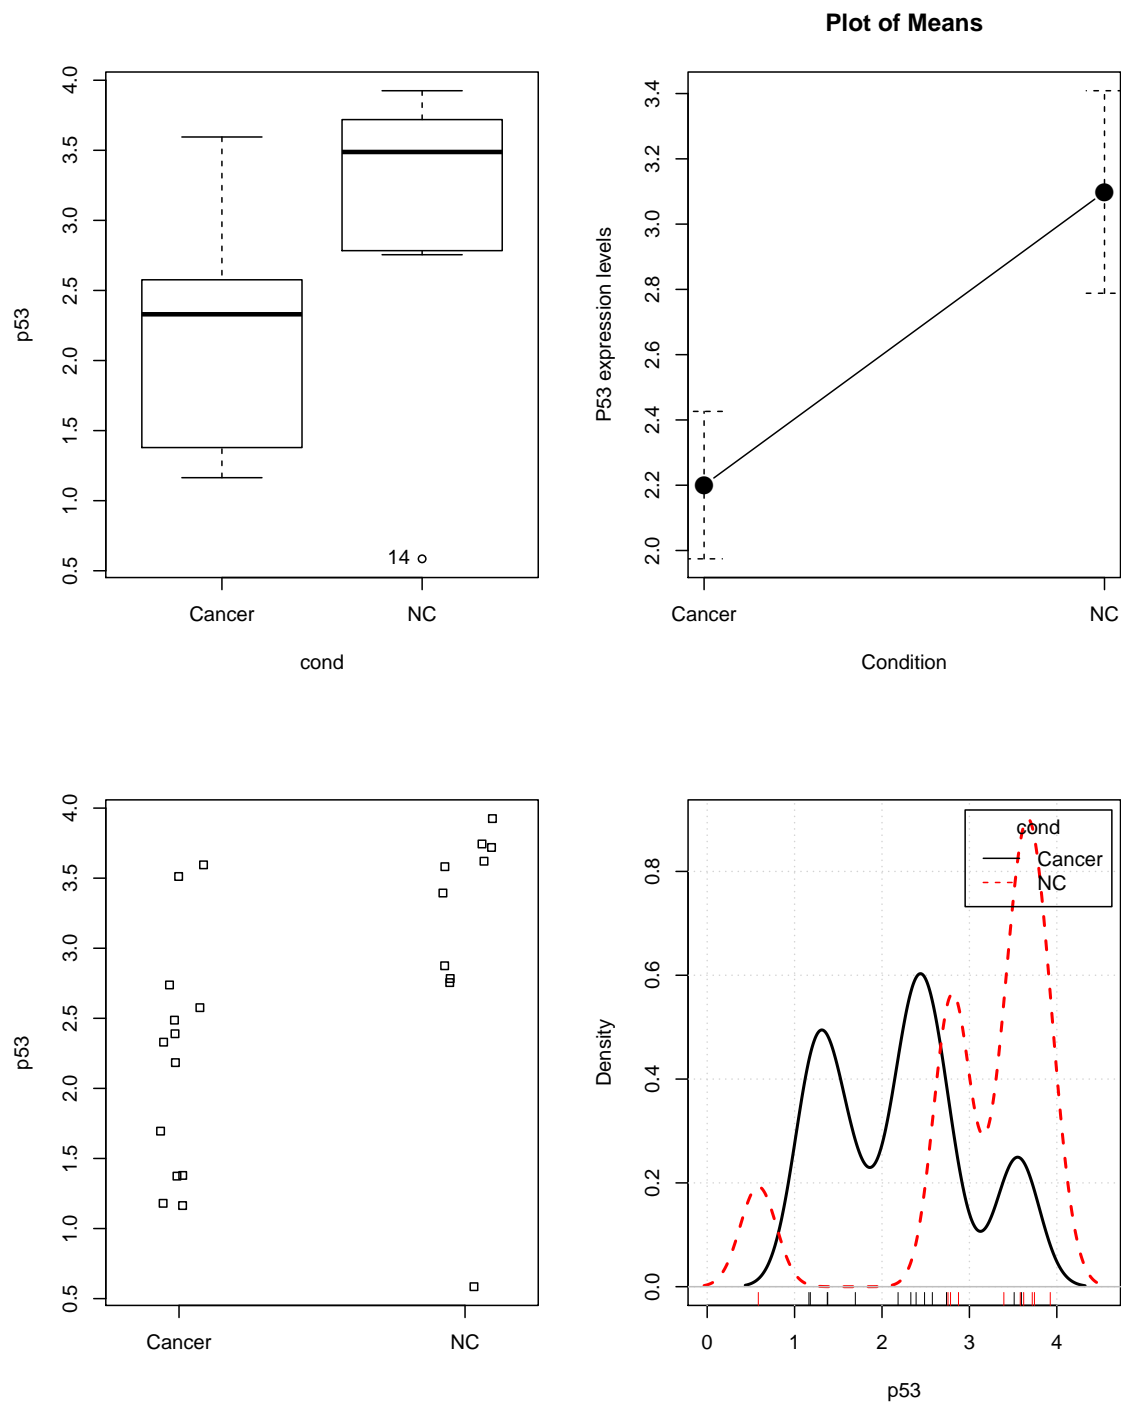 Plot of Means
4.0
3.5
3.0
2.5
2.0
1.5
1.0
0.5
p53
14
Cancer NC
cond
3.4
3.2
3.0
2.8
2.6
2.4
2.2
2.0
P53 expression levels
Cancer NC
Condition
4.0
3.5
3.0
2.5
2.0
1.5
1.0
0.5
p53
Cancer NC
0.8
0.6
0.4
0.2
0.0
Density
cond
Cancer
NC
0 1 2 3 4
p53